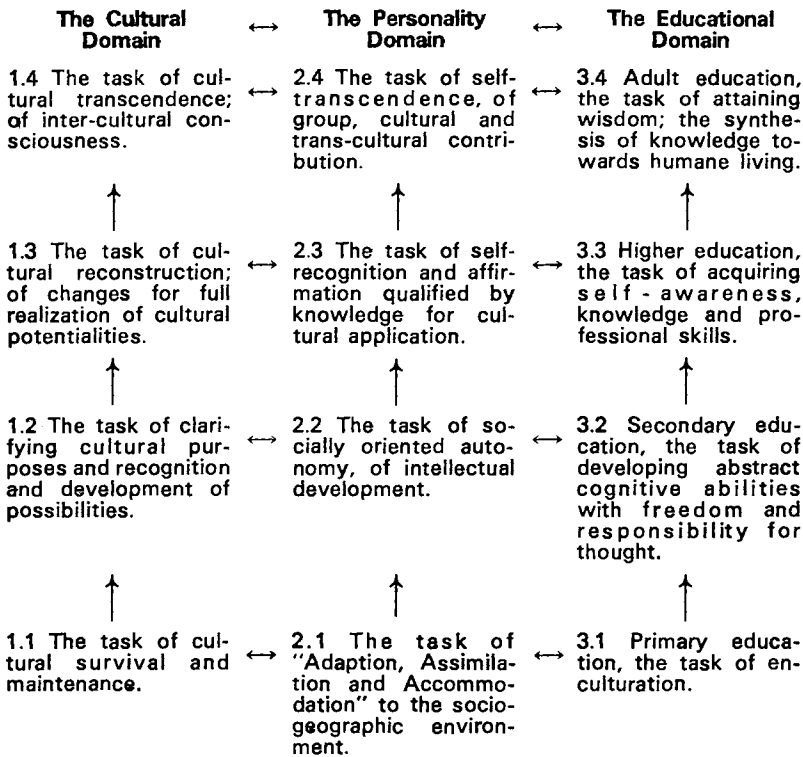 The Cultural
Domain
↔
The Personality
Domain
↔
The Educational
Domain
1.4 The task of cul-
tural transcendence;
of inter-cultural con-
sciousness.
↔
2.4 The task of self-
transcendence, of
group, cultural and
trans-cultural contri-
bution.
↔
3.4 Adult education,
the task of attaining
wisdom; the synthe-
sis of knowledge to-
wards humane living.
↑
↑
↑
1.3 The task of cul-
tural reconstruction;
of changes for full
realization of cultural
potentialities.
↔
2.3 The task of self-
recognition and affir-
mation qualified by
knowledge for cul-
tural application.
↔
3.3 Higher education,
the task of acquiring
self - awareness,
knowledge and pro-
fessional skills.
↑
↑
↑
1.2 The task of clari-
fying cultural pur-
poses and recognition
and development of
possibilities.
↔
2.2 The task of so-
cially oriented auto-
nomy, of intellectual
development.
↔
3.2 Secondary edu-
cation, the task of
developing abstract
cognitive abilities
with freedom and
responsibility for
thought.
↑
↑
↑
1.1 The task of cul-
tural survival and
maintenance.
↔
2.1 The task of
"Adaption, Assimila-
tion and Accommo-
dation" to the socio-
geographic environ-
ment.
↔
3.1 Primary educa-
tion, the task of en-
culturation.